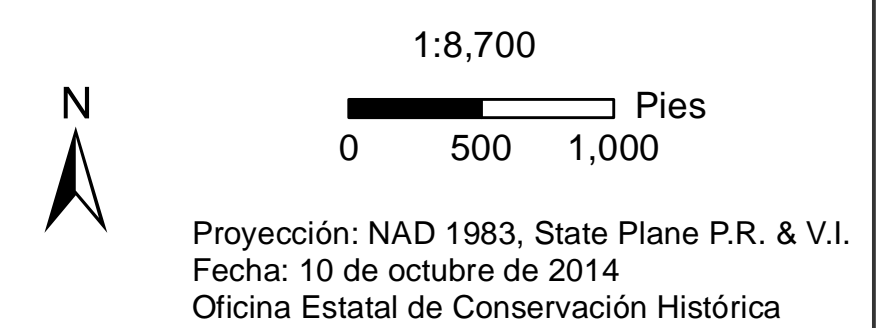 1:8,700
N
Pies
0 500 1,000
Proyección: NAD 1983, State Plane P.R. & V.I.
Fecha: 10 de octubre de 2014
Oficina Estatal de Conservación Histórica